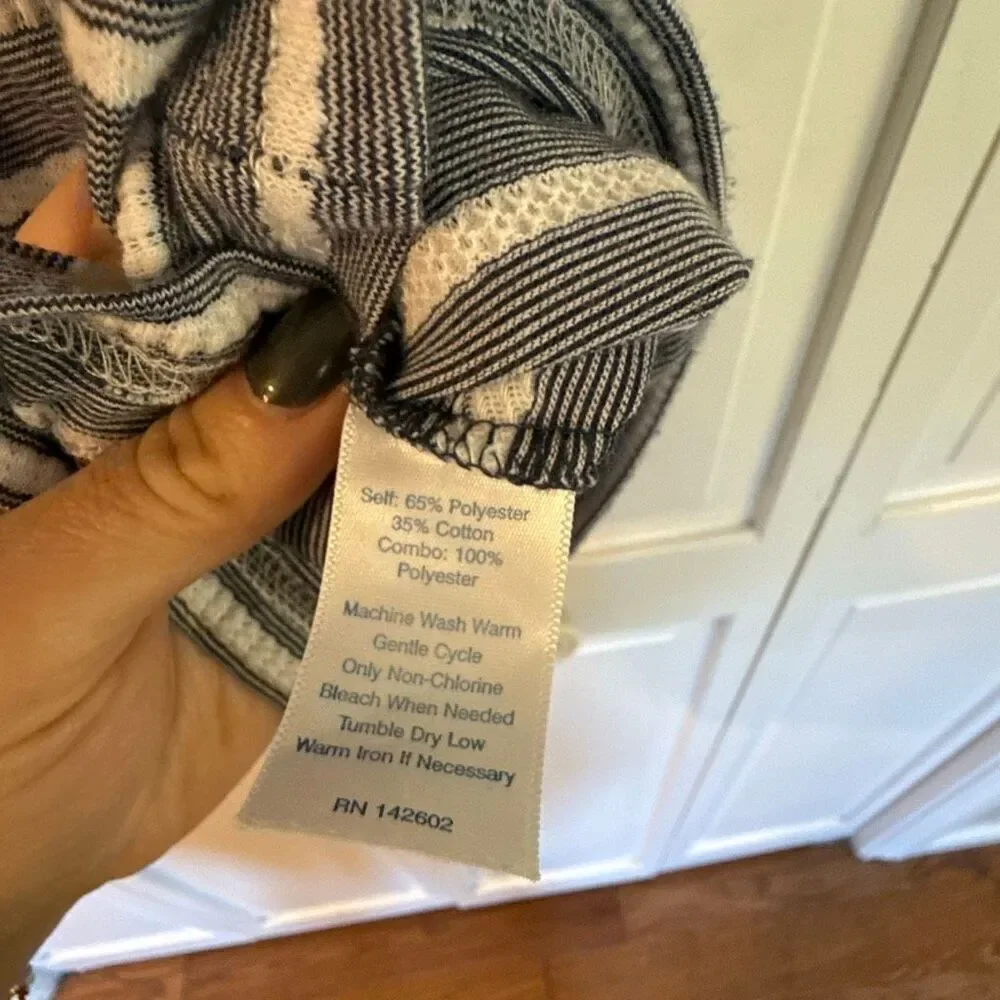 Self: 65% Polyester
35% Cotton
Combo: 100%
Polyester
Machine Wash Warm
Gentle Cycle
Only Non-Chlorine
Bleach When Needed
Tumble Dry Low
Warm Iron If Necessary
RN 142602